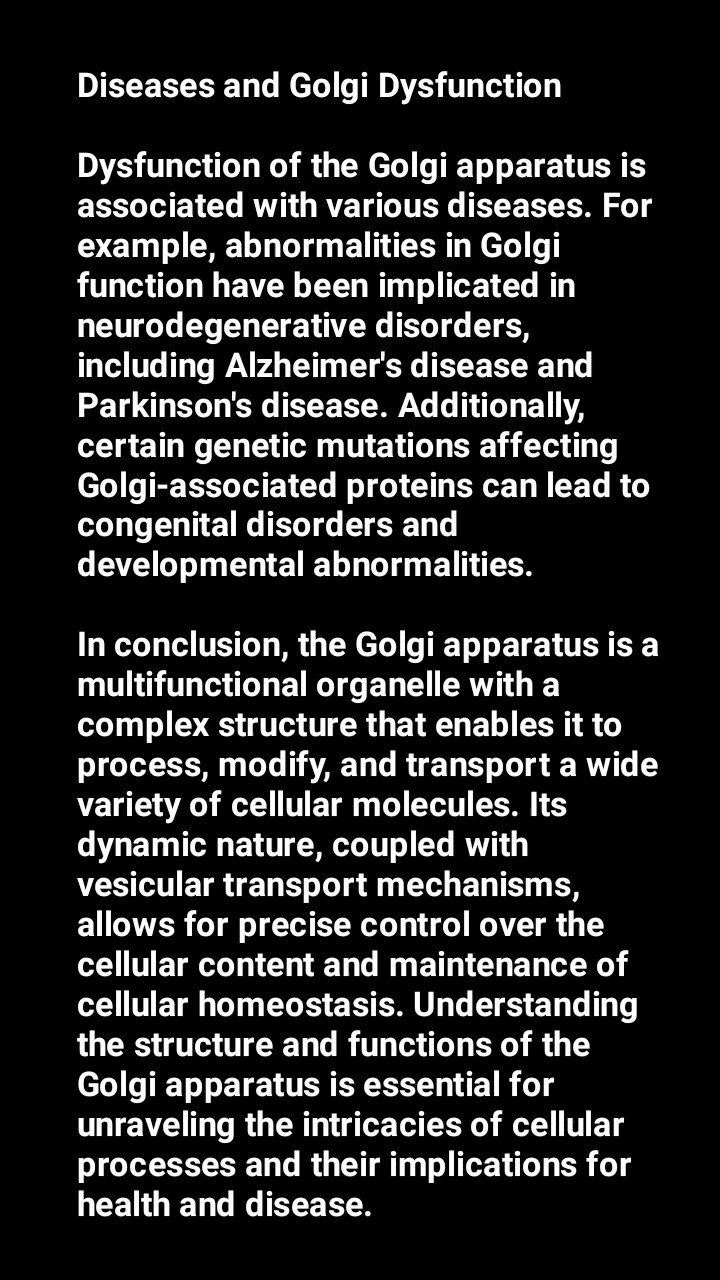 Diseases and Golgi Dysfunction
Dysfunction of the Golgi apparatus is
associated with various diseases. For
example, abnormalities in Golgi
function have been implicated in
neurodegenerative disorders,
including Alzheimer's disease and
Parkinson's disease. Additionally,
certain genetic mutations affecting
Golgi-associated proteins can lead to
congenital disorders and
developmental abnormalities.
In conclusion, the Golgi apparatus is a
multifunctional organelle with a
complex structure that enables it to
process, modify, and transport a wide
variety of cellular molecules. Its
dynamic nature, coupled with
vesicular transport mechanisms,
allows for precise control over the
cellular content and maintenance of
cellular homeostasis. Understanding
the structure and functions of the
Golgi apparatus is essential for
unraveling the intricacies of cellular
processes and their implications for
health and disease.